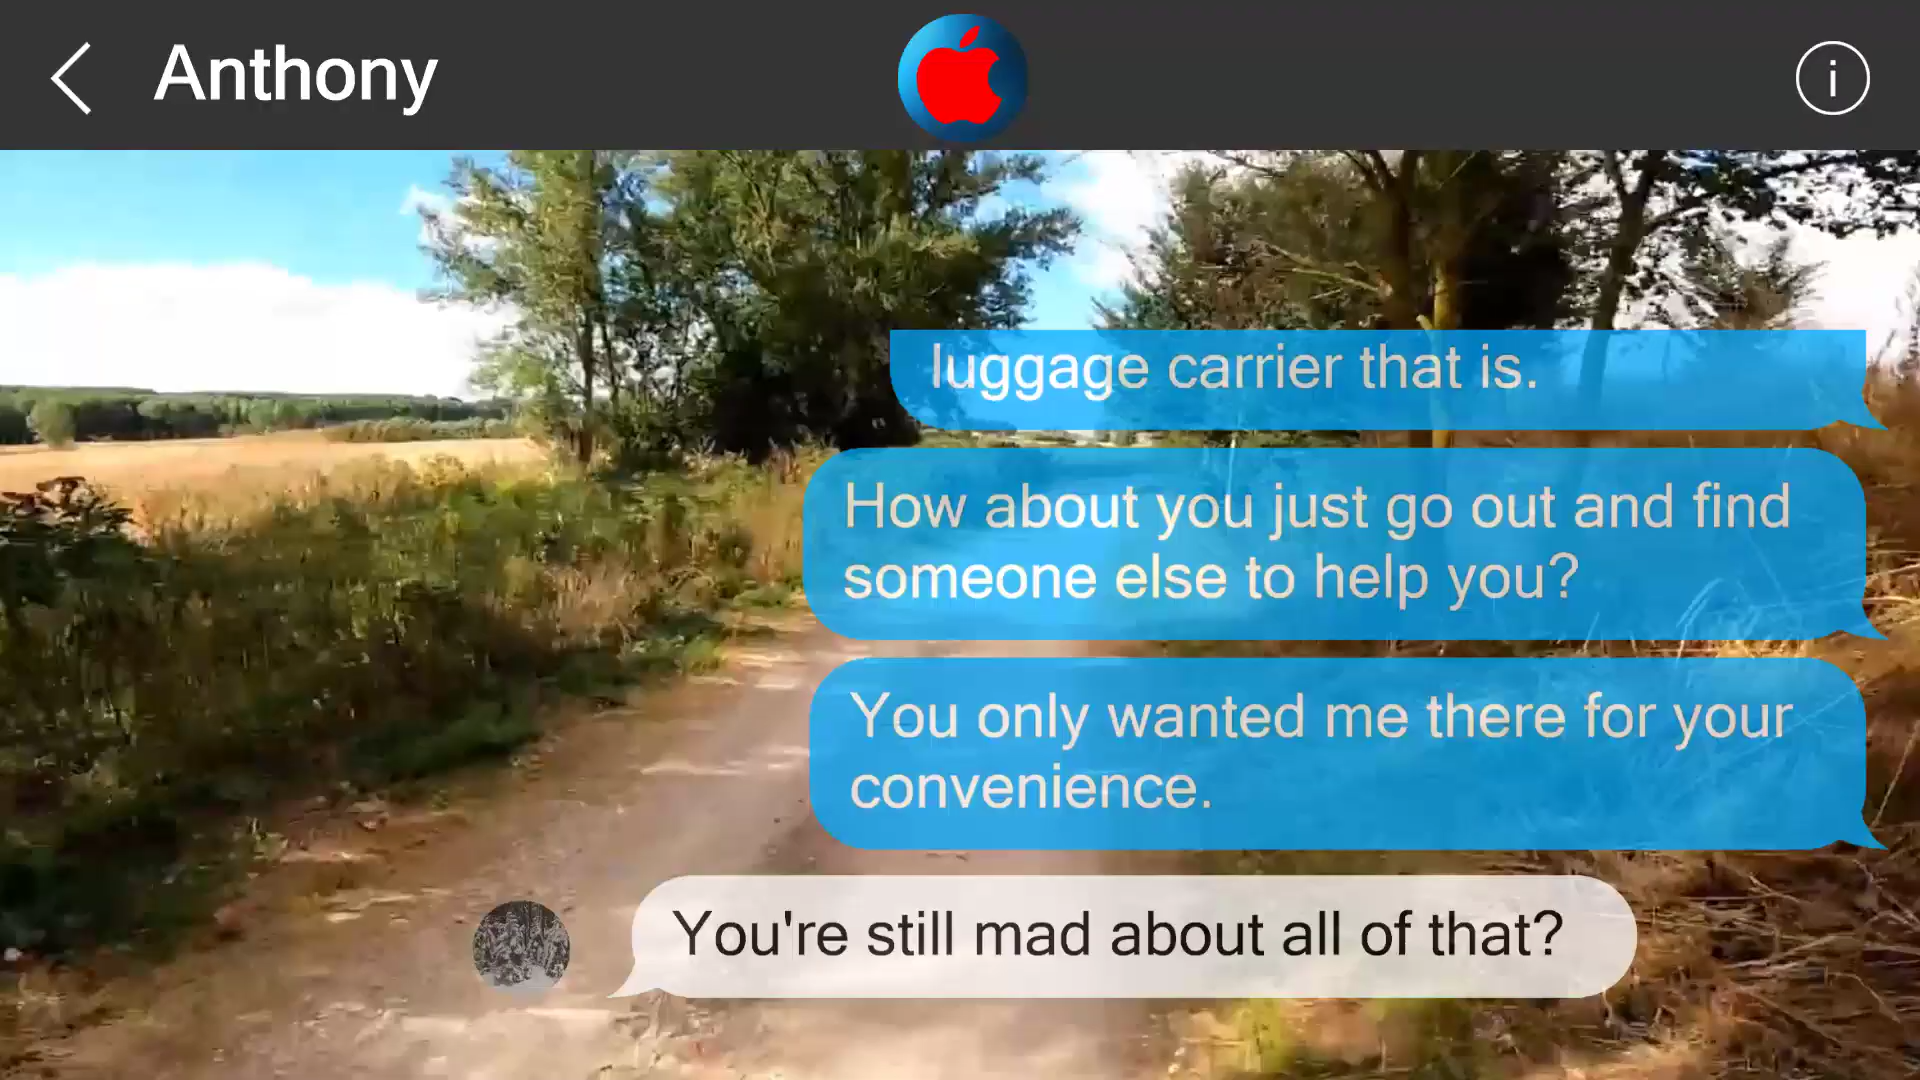 Anthony
luggage carrier that is.
How about you just go out and find
someone else to help you?
You only wanted me there for your
convenience.
You're still mad about all of that?